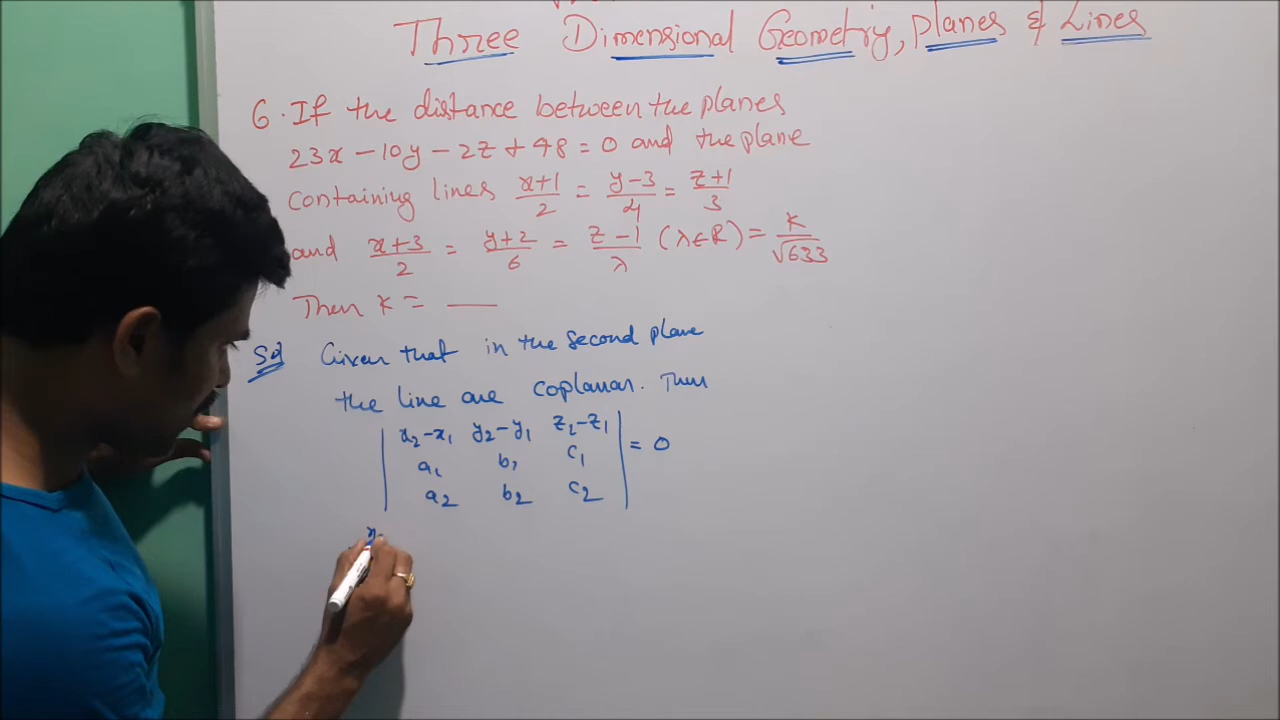 Three Dimensional Geometry, Planes & Lines
6. If the distance between the planes
23x - 10y - 2z + 48 = 0 and the plane
Containing lines (x+1)/2 = (y-3)/4 = (z+1)/3
and (x+3)/2 = (y+2)/6 = (z-1)/λ (λ∈R) = K/√633
Then K = ___
Sol Given that in the second plane
the line are coplanar. Then
| x₂-x₁ y₂-y₁ z₂-z₁ |
| a₁ b₁ c₁ | = 0
| a₂ b₂ c₂ |